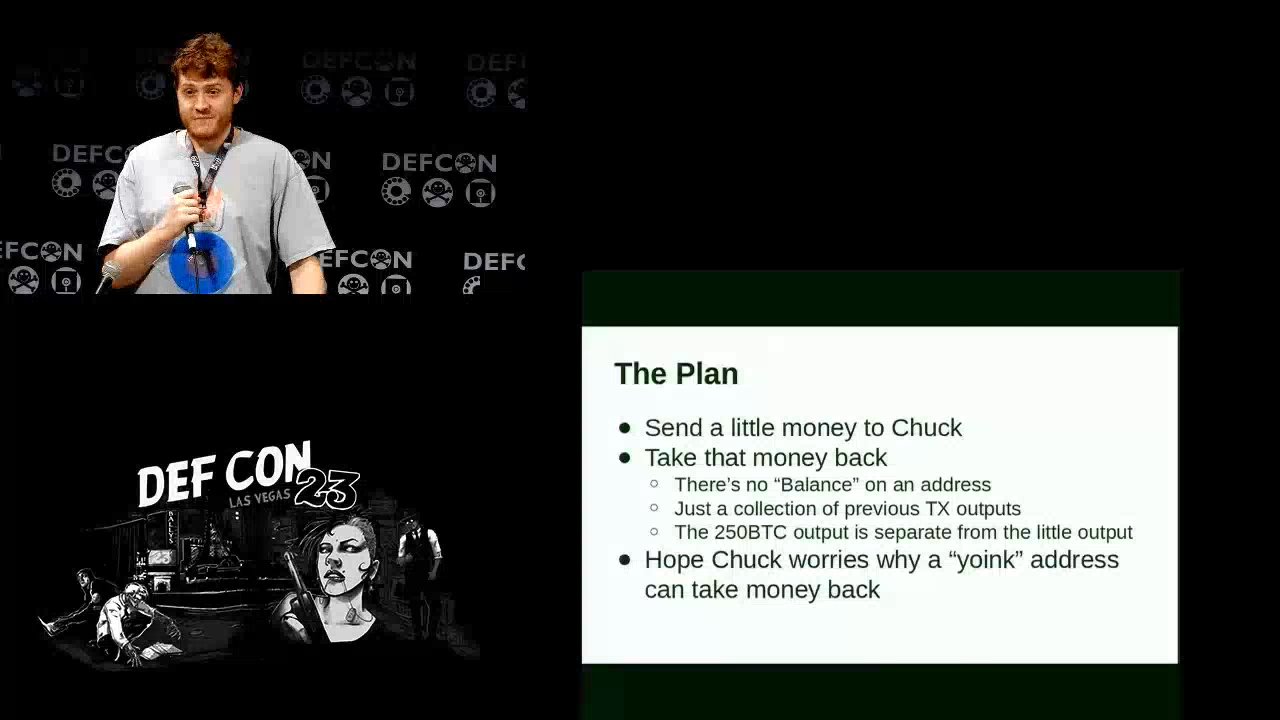 DEFCON
DEFCON
DEFCON
DEFCON
DEFCON
DEF CON 23
LAS VEGAS
BALLYS
The Plan
● Send a little money to Chuck
● Take that money back
○ There's no “Balance” on an address
○ Just a collection of previous TX outputs
○ The 250BTC output is separate from the little output
● Hope Chuck worries why a “yoink” address
can take money back